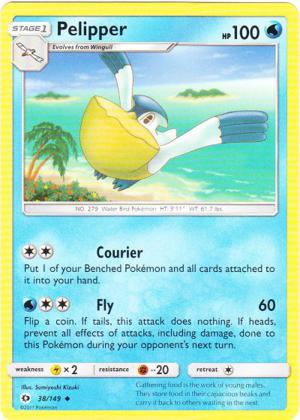 STAGE 1 Pelipper HP 100
Evolves from Wingull
NO. 279 Water Bird Pokémon HT: 3'11" WT: 61.7 lbs.
Courier
Put 1 of your Benched Pokémon and all cards attached
to it into your hand.
Fly 60
Flip a coin. If tails, this attack does nothing. If heads,
prevent all effects of attacks, including damage, done to
this Pokémon during your opponent's next turn.
weakness ×2 resistance -20 retreat
Illus. Sumiyoshi Kizuki
38/149
©2017 Pokémon
Gathering food is the work of young males.
They store food in their capacious beaks and
carry it back to others waiting in the nest.